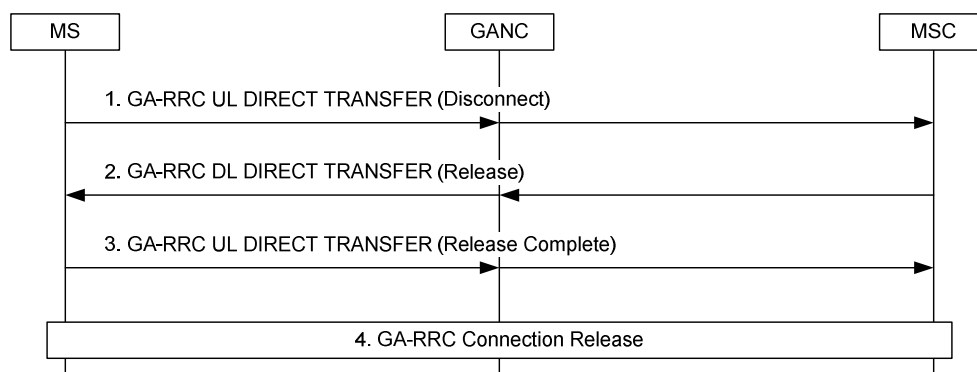 MS
GANC
MSC
1. GA-RRC UL DIRECT TRANSFER (Disconnect)
2. GA-RRC DL DIRECT TRANSFER (Release)
3. GA-RRC UL DIRECT TRANSFER (Release Complete)
4. GA-RRC Connection Release